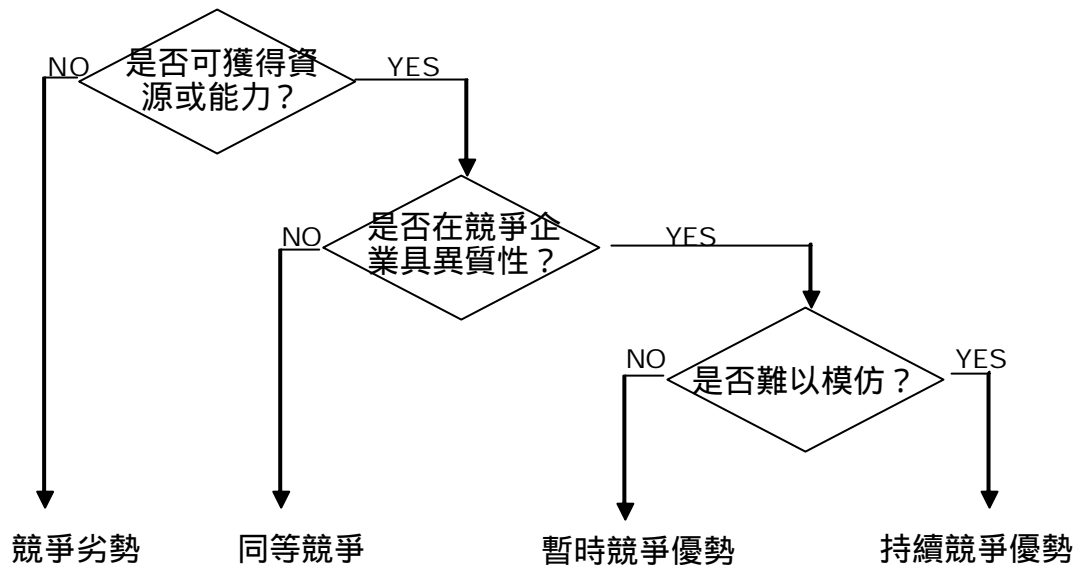 NO
是否可獲得資
源或能力？
YES
NO
是否在競爭企
業具異質性？
YES
NO
是否難以模仿？
YES
競爭劣勢
同等競爭
暫時競爭優勢
持續競爭優勢